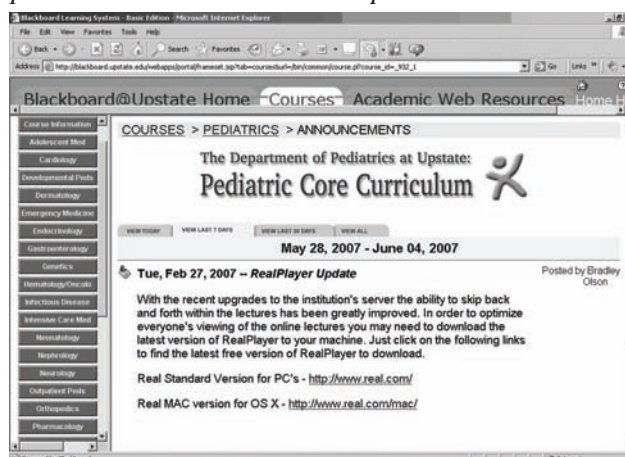 Blackboard Learning System - Basic Edition - Microsoft Internet Explorer
File Edit View Favorites Tools Help
Back Search Favorites
Address http://blackboard.upstate.edu/webapps/portal/frameset.jsp?tab=courses&url=/bin/common/course.pl?course_id=_932_1 Go Links
Blackboard@Upstate Home Courses Academic Web Resources Home
COURSES > PEDIATRICS > ANNOUNCEMENTS
Course Information
Adolescent Med
Cardiology
Developmental Peds
Dermatology
Emergency Medicine
Endocrinology
Gastroenterology
Genetics
Hematology/Oncolo
Infectious Disease
Intensive Care Med
Neonatology
Nephrology
Neurology
Outpatient Peds
Orthopedics
Pharmacology
The Department of Pediatrics at Upstate:
Pediatric Core Curriculum
VIEW TODAY VIEW LAST 7 DAYS VIEW LAST 30 DAYS VIEW ALL
May 28, 2007 - June 04, 2007
Tue, Feb 27, 2007 -- RealPlayer Update
Posted by Bradley
Olson
With the recent upgrades to the institution's server the ability to skip back
and forth within the lectures has been greatly improved. In order to optimize
everyone's viewing of the online lectures you may need to download the
latest version of RealPlayer to your machine. Just click on the following links
to find the latest free version of RealPlayer to download.
Real Standard Version for PC's - http://www.real.com/
Real MAC version for OS X - http://www.real.com/mac/